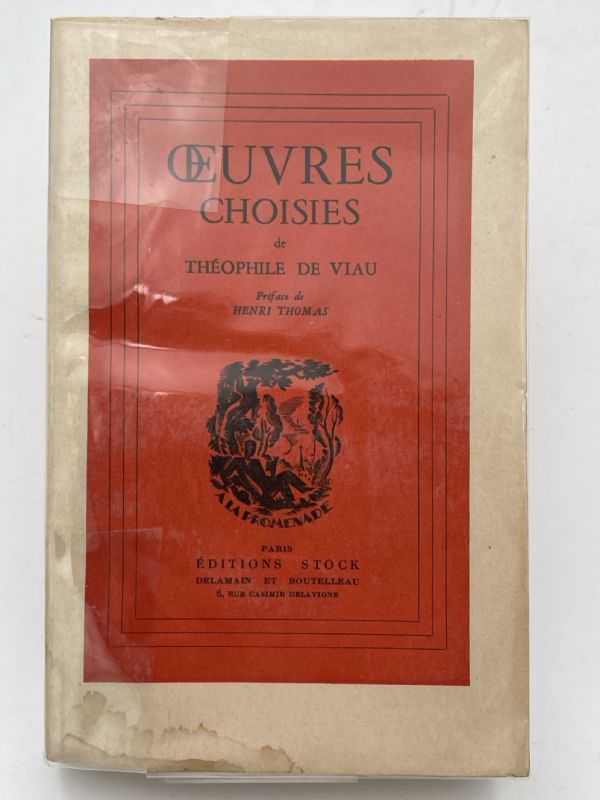 ŒUVRES
CHOISIES
de
THÉOPHILE DE VIAU
Préface de
HENRI THOMAS
A LA PROMENADE
PARIS
ÉDITIONS STOCK
DELAMAIN ET BOUTELLEAU
6, RUE CASIMIR DELAVIGNE